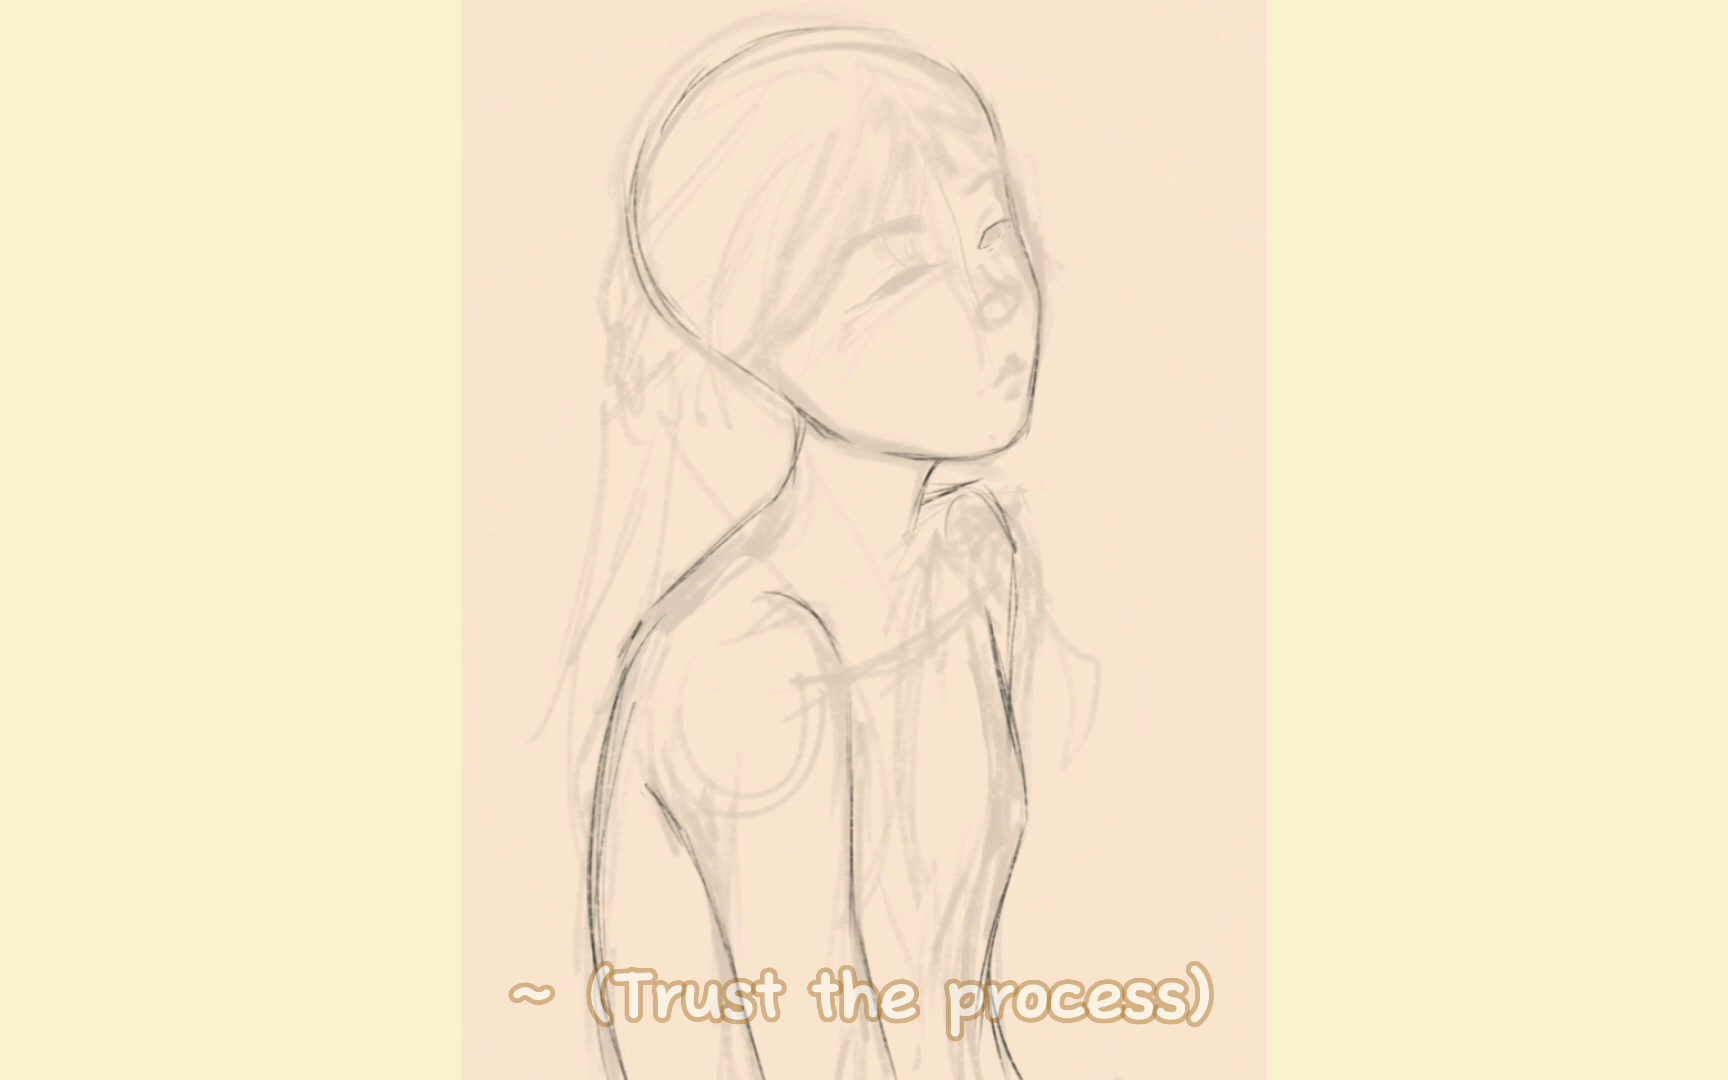 ~ (Trust the process)